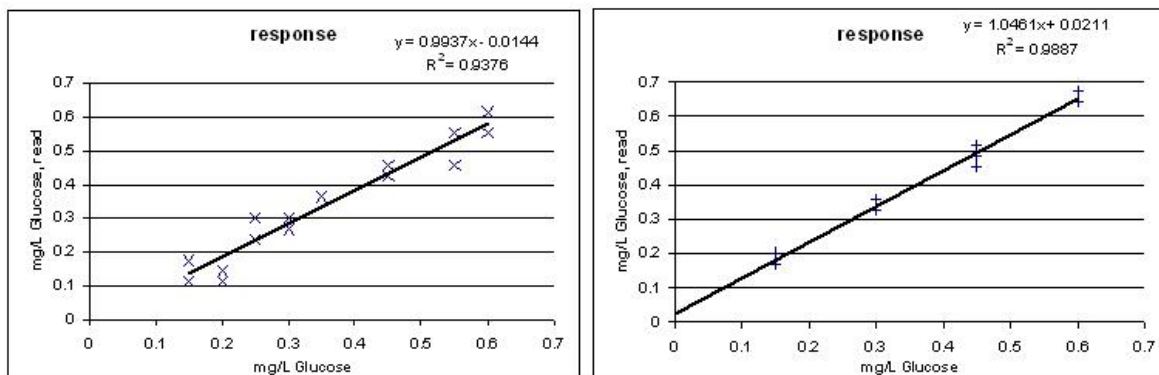 response
y = 0.9937x - 0.0144
R² = 0.9376
0.7
0.6
0.5
0.4
0.3
0.2
0.1
0
mg/L Glucose, read
0 0.1 0.2 0.3 0.4 0.5 0.6 0.7
mg/L Glucose
response
y = 1.0461x + 0.0211
R² = 0.9887
0.7
0.6
0.5
0.4
0.3
0.2
0.1
0
mg/L Glucose, read
0 0.1 0.2 0.3 0.4 0.5 0.6 0.7
mg/L Glucose